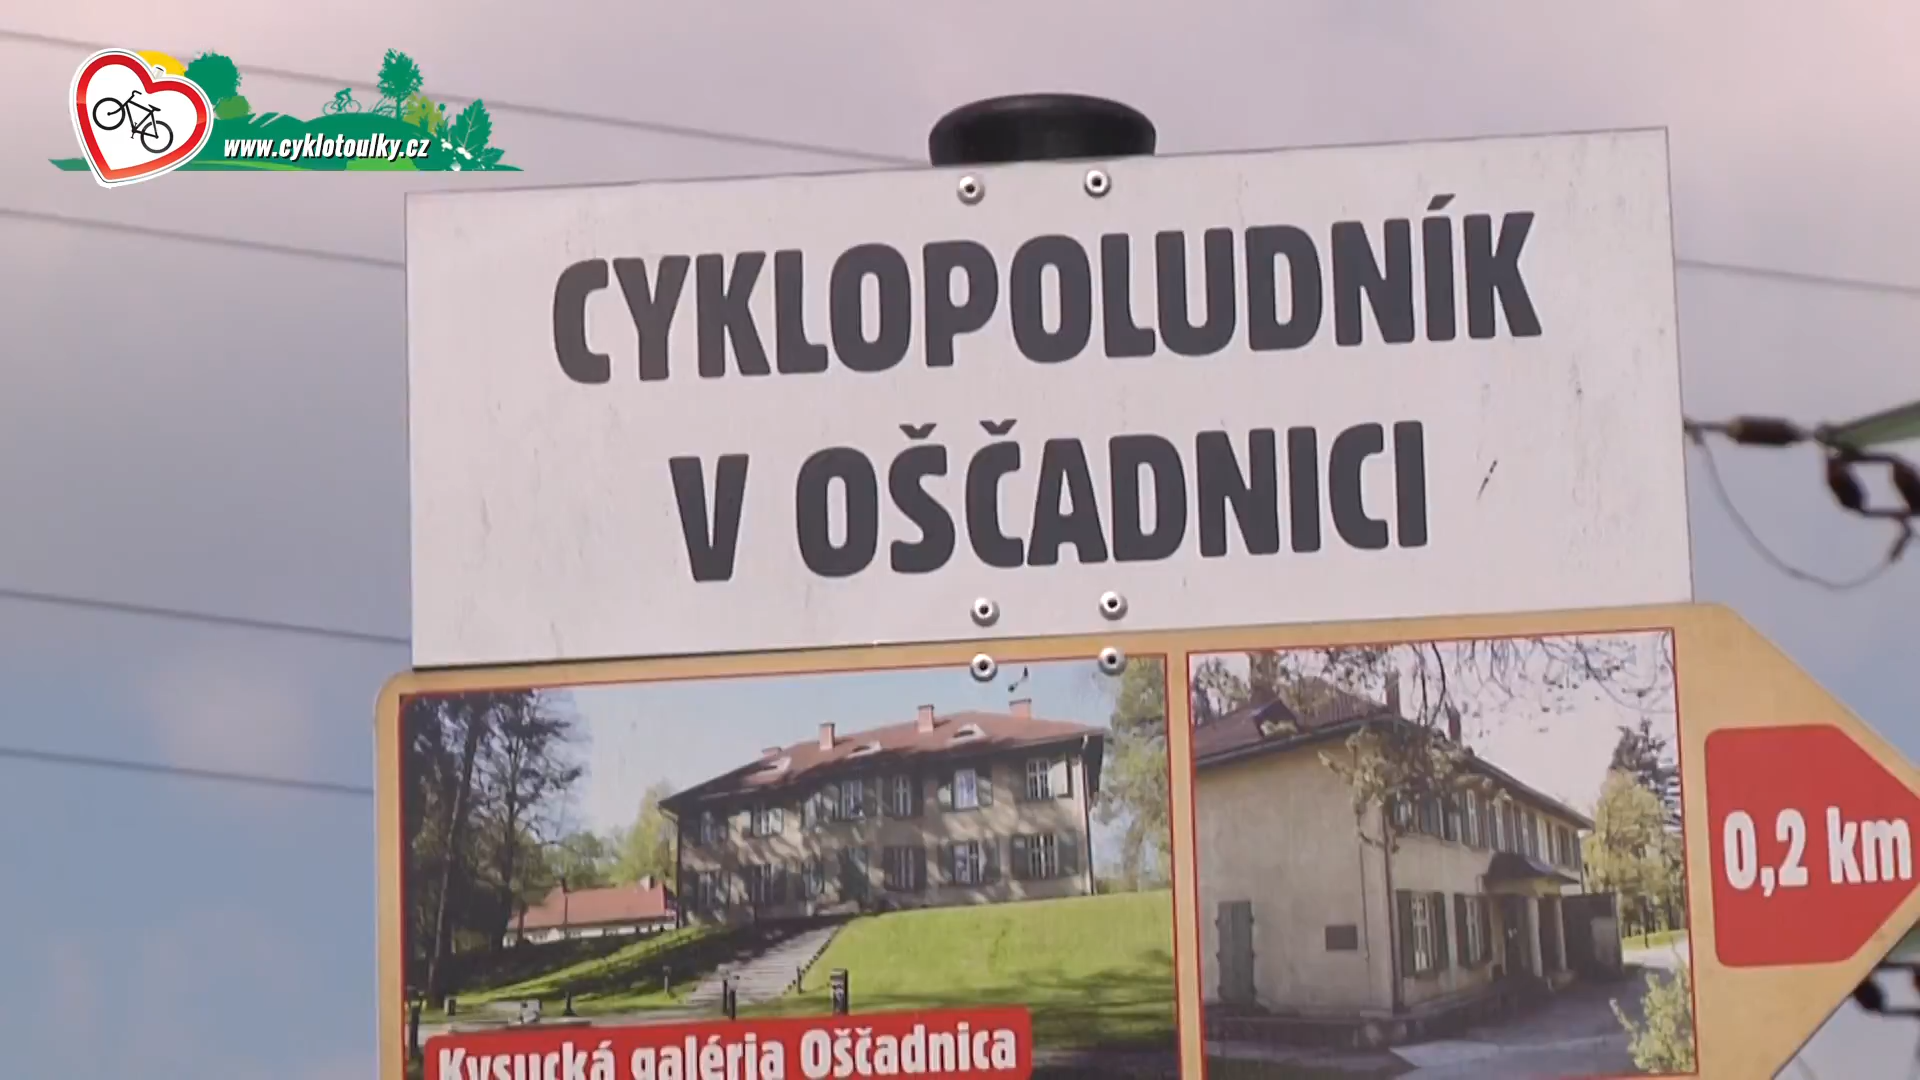 www.cyklotoulky.cz
CYKLOPOLUDNÍK
V OŠČADNICI
0,2 km
Kysucká galéria Oščadnica